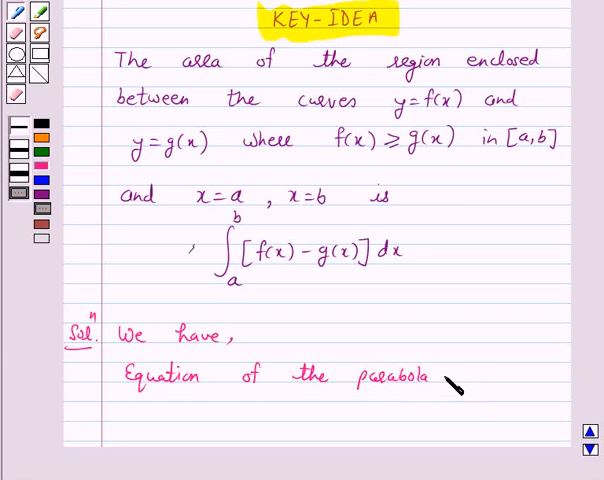 KEY-IDEA
The area of the region enclosed
between the curves y=f(x) and
y=g(x) where f(x) ⩾ g(x) in [a,b]
and x=a , x=b is
∫ₐᵇ [f(x) - g(x)] dx
Solⁿ. We have,
Equation of the parabola